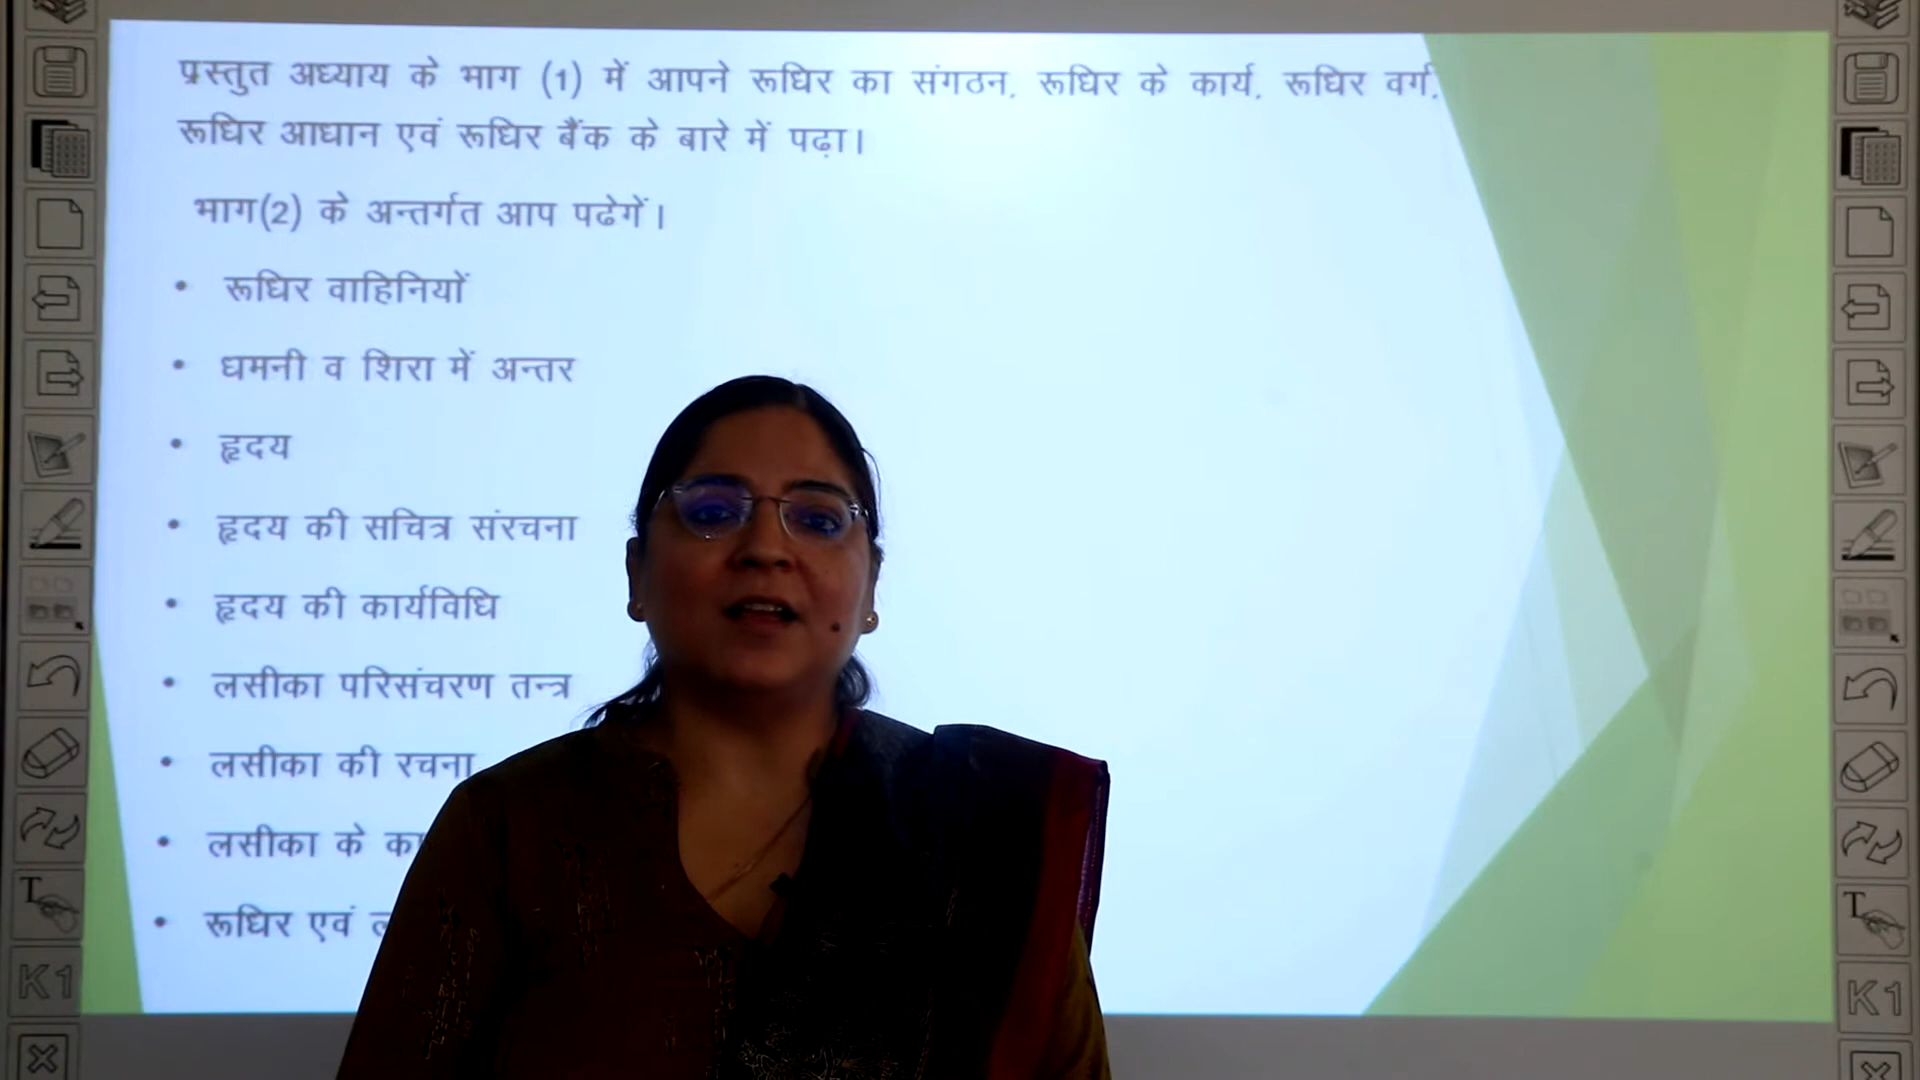 प्रस्तुत अध्याय के भाग (1) में आपने रूधिर का संगठन, रूधिर के कार्य, रूधिर वर्ग,
रूधिर आधान एवं रूधिर बैंक के बारे में पढ़ा।
भाग(2) के अन्तर्गत आप पढेगें।
• रूधिर वाहिनियों
• धमनी व शिरा में अन्तर
• हृदय
• हृदय की सचित्र संरचना
• हृदय की कार्यविधि
• लसीका परिसंचरण तन्त्र
• लसीका की रचना
• लसीका के
• रूधिर एवं
T
K1
T
K1